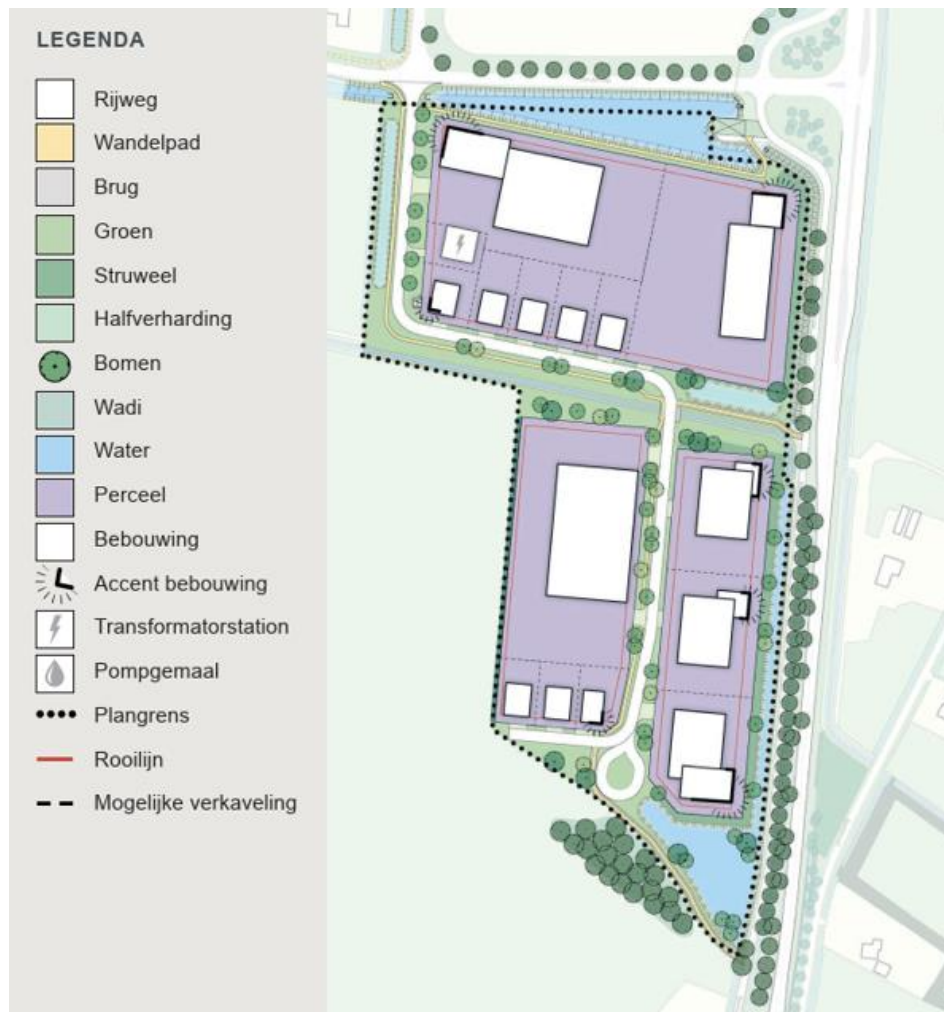 LEGENDA
Rijweg
Wandelpad
Brug
Groen
Struweel
Halfverharding
Bomen
Wadi
Water
Perceel
Bebouwing
Accent bebouwing
Transformatorstation
Pompgemaal
Plangrens
Rooilijn
Mogelijke verkaveling